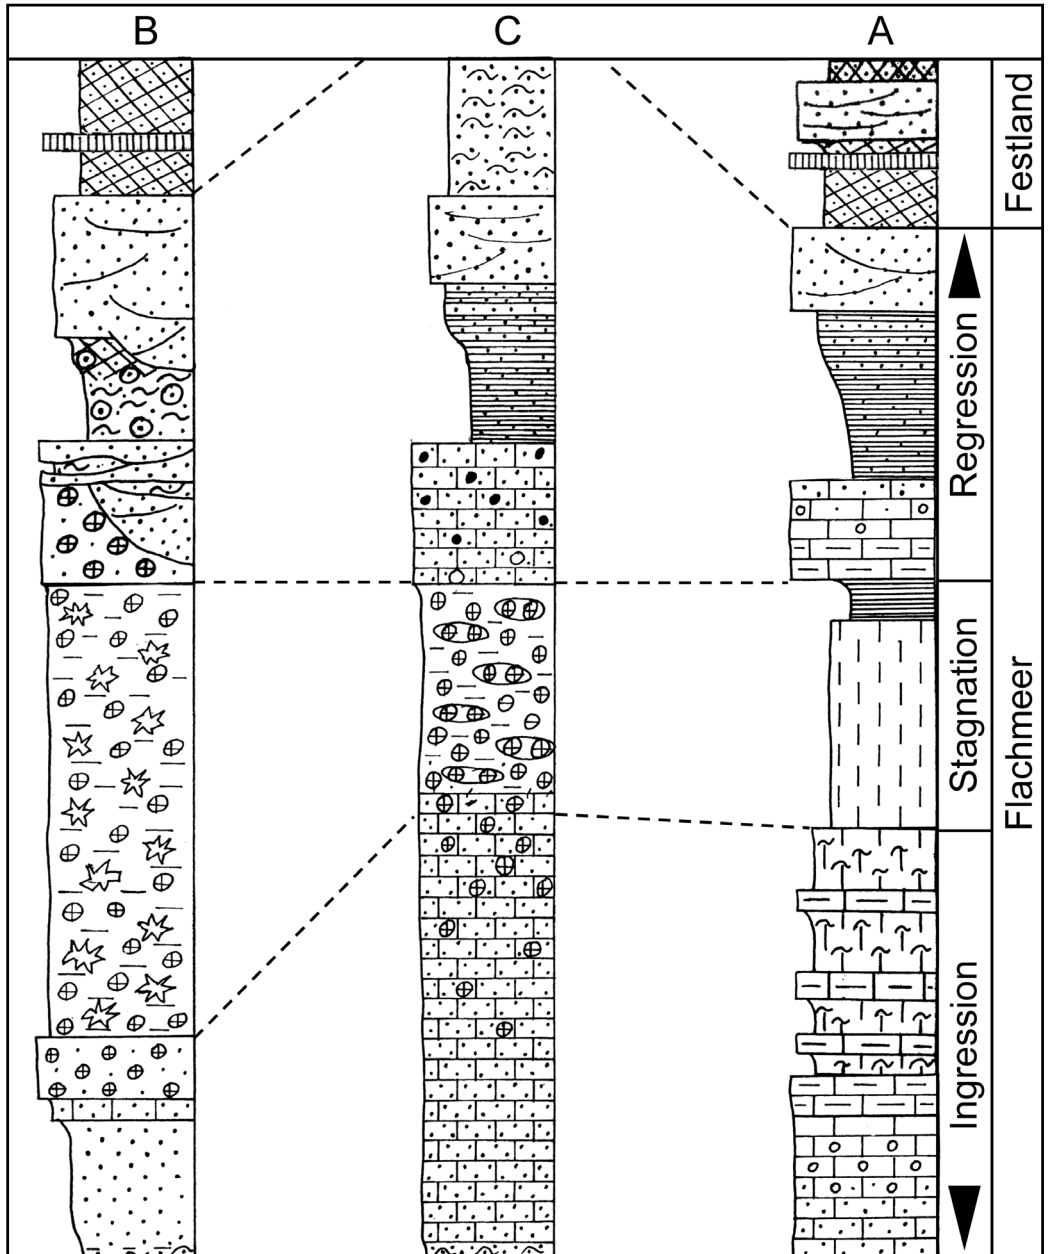 B
C
A
Festland
Regression
Stagnation
Flachmeer
Ingression